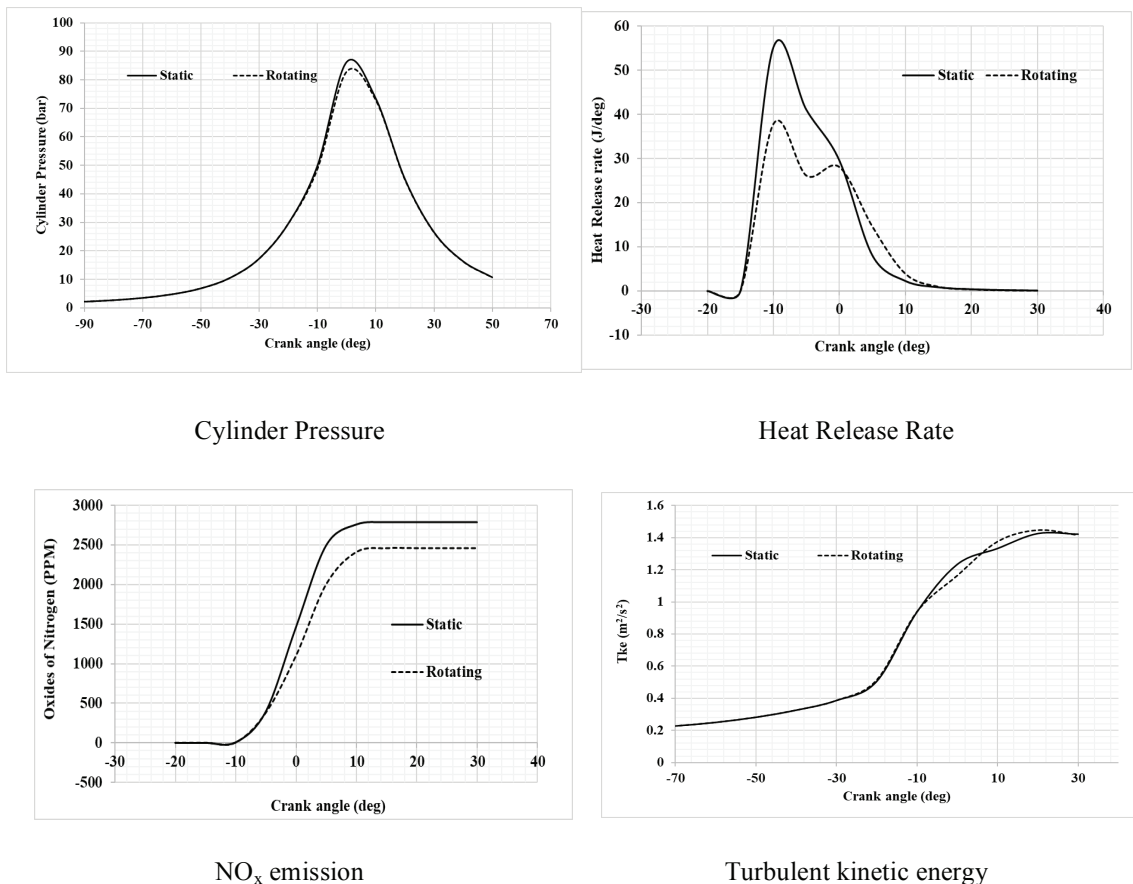 100
90
80
70
60
50
40
30
20
10
0
-90 -70 -50 -30 -10 10 30 50 70
Cylinder Pressure (bar)
Crank angle (deg)
Static Rotating
60
50
40
30
20
10
0
-10
-30 -20 -10 0 10 20 30 40
Heat Release rate (J/deg)
Crank angle (deg)
Static Rotating
Cylinder Pressure
Heat Release Rate
3000
2500
2000
1500
1000
500
0
-500
-30 -20 -10 0 10 20 30 40
Oxides of Nitrogen (PPM)
Crank angle (deg)
Static
Rotating
1.6
1.4
1.2
1
0.8
0.6
0.4
0.2
0
-70 -50 -30 -10 10 30
Tke (m²/s²)
Crank angle (deg)
Static Rotating
NOₓ emission
Turbulent kinetic energy